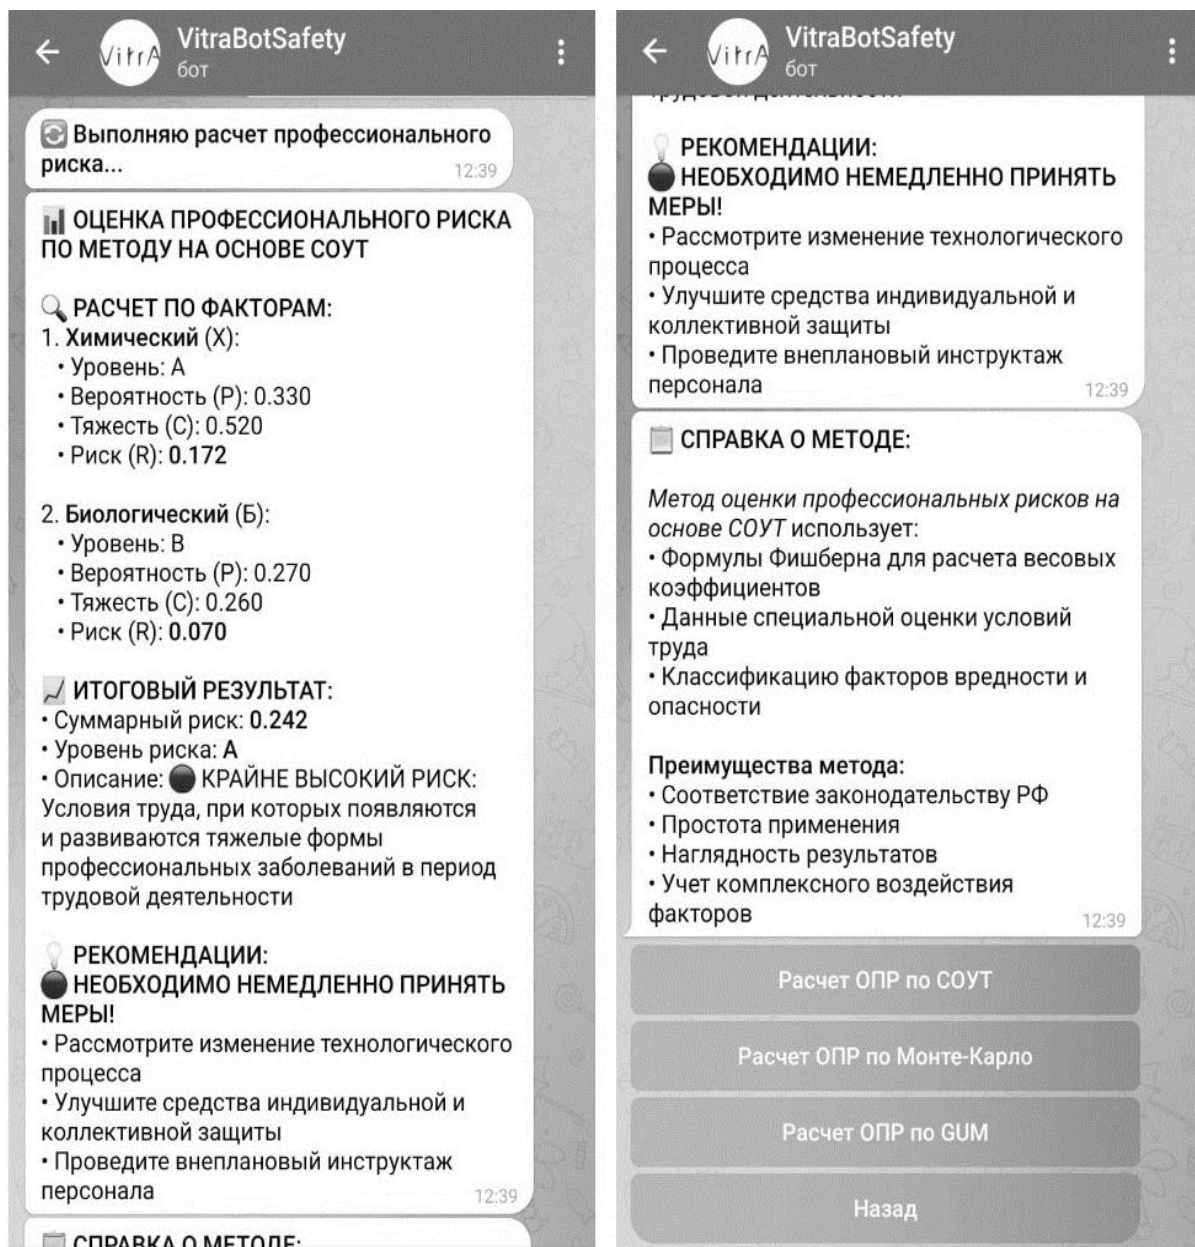 VitrA
VitraBotSafety
бот
Выполняю расчет профессионального
риска...
12:39
ОЦЕНКА ПРОФЕССИОНАЛЬНОГО РИСКА
ПО МЕТОДУ НА ОСНОВЕ СОУТ
РАСЧЕТ ПО ФАКТОРАМ:
1. Химический (Х):
• Уровень: А
• Вероятность (Р): 0.330
• Тяжесть (С): 0.520
• Риск (R): 0.172
2. Биологический (Б):
• Уровень: В
• Вероятность (Р): 0.270
• Тяжесть (С): 0.260
• Риск (R): 0.070
ИТОГОВЫЙ РЕЗУЛЬТАТ:
• Суммарный риск: 0.242
• Уровень риска: А
• Описание: КРАЙНЕ ВЫСОКИЙ РИСК:
Условия труда, при которых появляются
и развиваются тяжелые формы
профессиональных заболеваний в период
трудовой деятельности
РЕКОМЕНДАЦИИ:
НЕОБХОДИМО НЕМЕДЛЕННО ПРИНЯТЬ
МЕРЫ!
• Рассмотрите изменение технологического
процесса
• Улучшите средства индивидуальной и
коллективной защиты
• Проведите внеплановый инструктаж
персонала
12:39
СПРАВКА О МЕТОДЕ:
VitrA
VitraBotSafety
бот
трудовой деятельности
РЕКОМЕНДАЦИИ:
НЕОБХОДИМО НЕМЕДЛЕННО ПРИНЯТЬ
МЕРЫ!
• Рассмотрите изменение технологического
процесса
• Улучшите средства индивидуальной и
коллективной защиты
• Проведите внеплановый инструктаж
персонала
12:39
СПРАВКА О МЕТОДЕ:
Метод оценки профессиональных рисков на
основе СОУТ использует:
• Формулы Фишберна для расчета весовых
коэффициентов
• Данные специальной оценки условий
труда
• Классификацию факторов вредности и
опасности
Преимущества метода:
• Соответствие законодательству РФ
• Простота применения
• Наглядность результатов
• Учет комплексного воздействия
факторов
12:39
Расчет ОПР по СОУТ
Расчет ОПР по Монте-Карло
Расчет ОПР по GUM
Назад